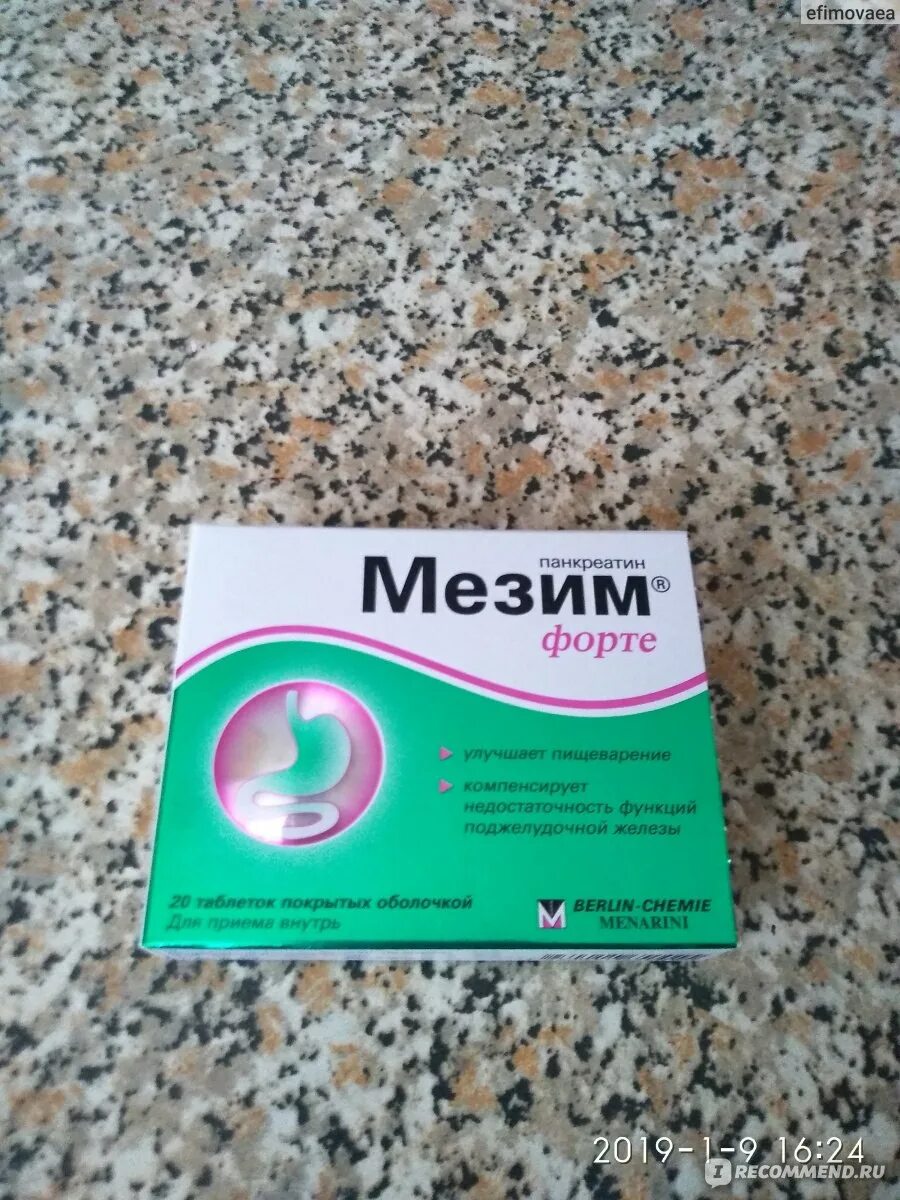 efimovaea
панкреатин
Мезим®
форте
улучшает пищеварение
компенсирует
недостаточность функций
поджелудочной железы
20 таблеток покрытых оболочкой
Для приема внутрь
BERLIN-CHEMIE
MENARINI
2019-1-9 16:24
IRECOMMEND.RU